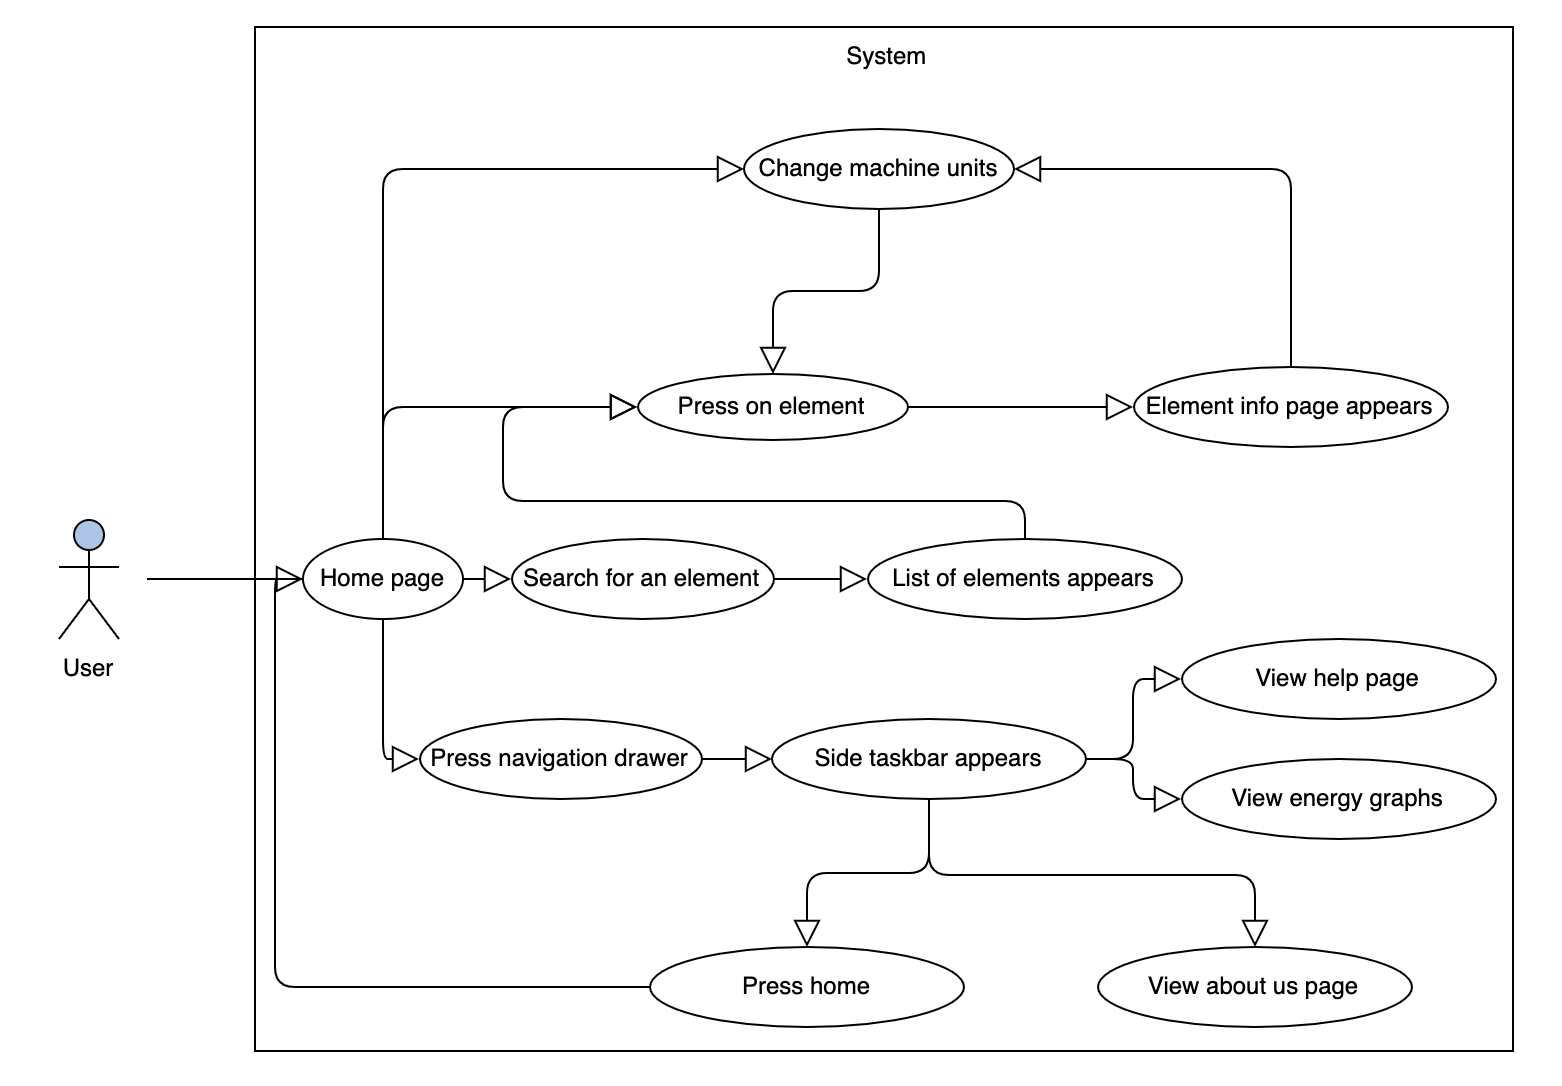 System
Change machine units
Press on element
Element info page appears
Home page
Search for an element
List of elements appears
User
View help page
Press navigation drawer
Side taskbar appears
View energy graphs
Press home
View about us page